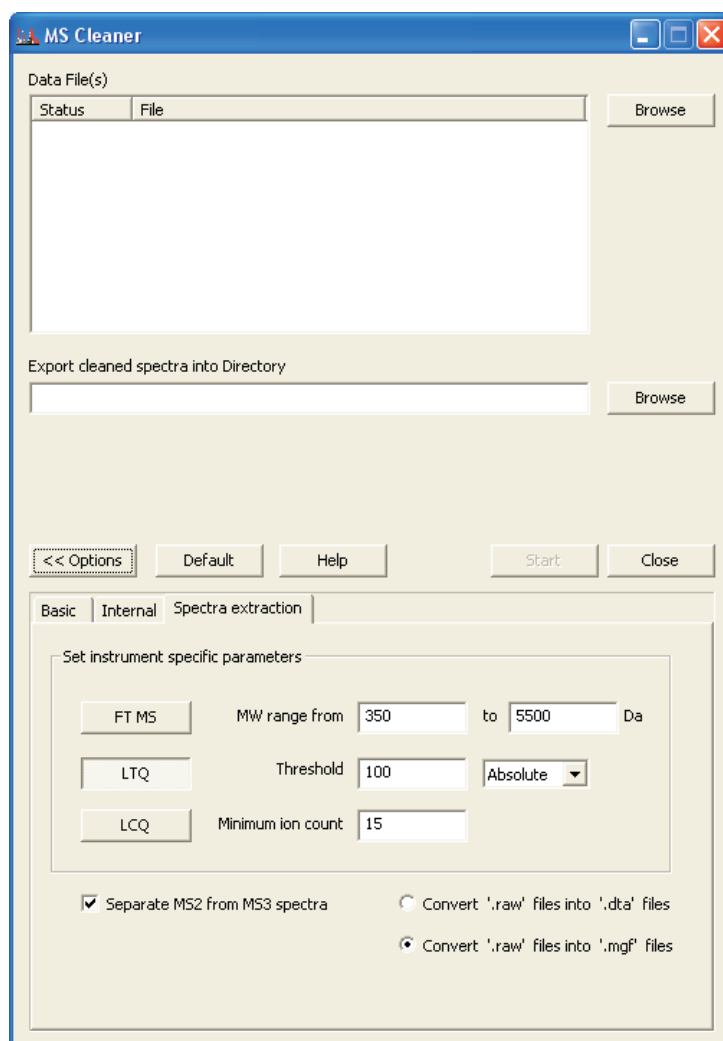 MS Cleaner
Data File(s)
Status File
Browse
Export cleaned spectra into Directory
Browse
<< Options Default Help Start Close
Basic Internal Spectra extraction
Set instrument specific parameters
FT MS MW range from 350 to 5500 Da
LTQ Threshold 100 Absolute
LCQ Minimum ion count 15
Separate MS2 from MS3 spectra Convert '.raw' files into '.dta' files
Convert '.raw' files into '.mgf' files